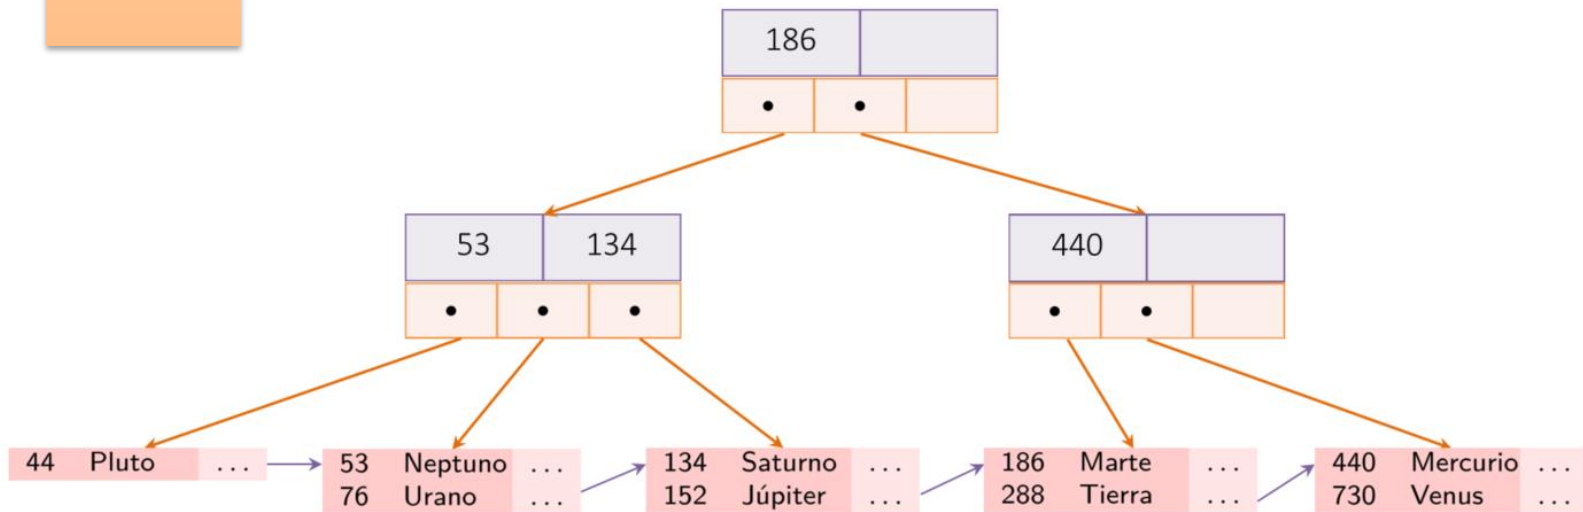 186
53 134
440
44 Pluto ...
53 Neptuno ...
76 Urano ...
134 Saturno ...
152 Júpiter ...
186 Marte ...
288 Tierra ...
440 Mercurio ...
730 Venus ...